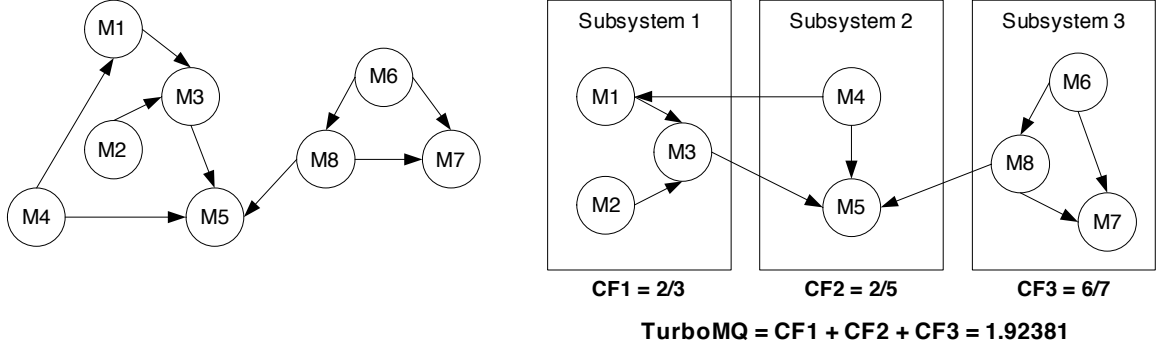 M1
M3
M2
M4
M5
M6
M8
M7
Subsystem 1
Subsystem 2
Subsystem 3
M1
M3
M2
M4
M5
M6
M8
M7
CF1 = 2/3
CF2 = 2/5
CF3 = 6/7
TurboMQ = CF1 + CF2 + CF3 = 1.92381